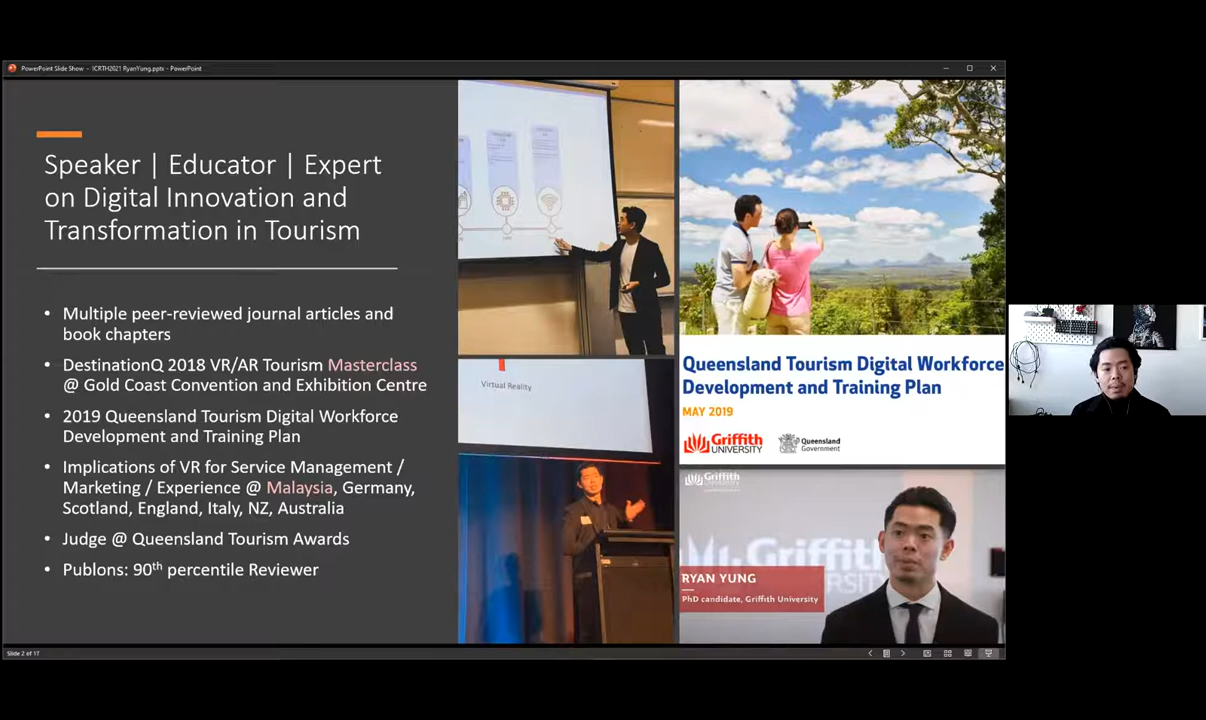 PowerPoint Slide Show - ICRTH2021 RyanYung.pptx - PowerPoint
Speaker | Educator | Expert
on Digital Innovation and
Transformation in Tourism
• Multiple peer-reviewed journal articles and
book chapters
• DestinationQ 2018 VR/AR Tourism Masterclass
@ Gold Coast Convention and Exhibition Centre
• 2019 Queensland Tourism Digital Workforce
Development and Training Plan
• Implications of VR for Service Management /
Marketing / Experience @ Malaysia, Germany,
Scotland, England, Italy, NZ, Australia
• Judge @ Queensland Tourism Awards
• Publons: 90th percentile Reviewer
Virtual Reality
Queensland Tourism Digital Workforce
Development and Training Plan
MAY 2019
Griffith
UNIVERSITY
Queensland
Government
Griffith
Griffith
RSITY
RYAN YUNG
PhD candidate, Griffith University
Slide 2 of 17